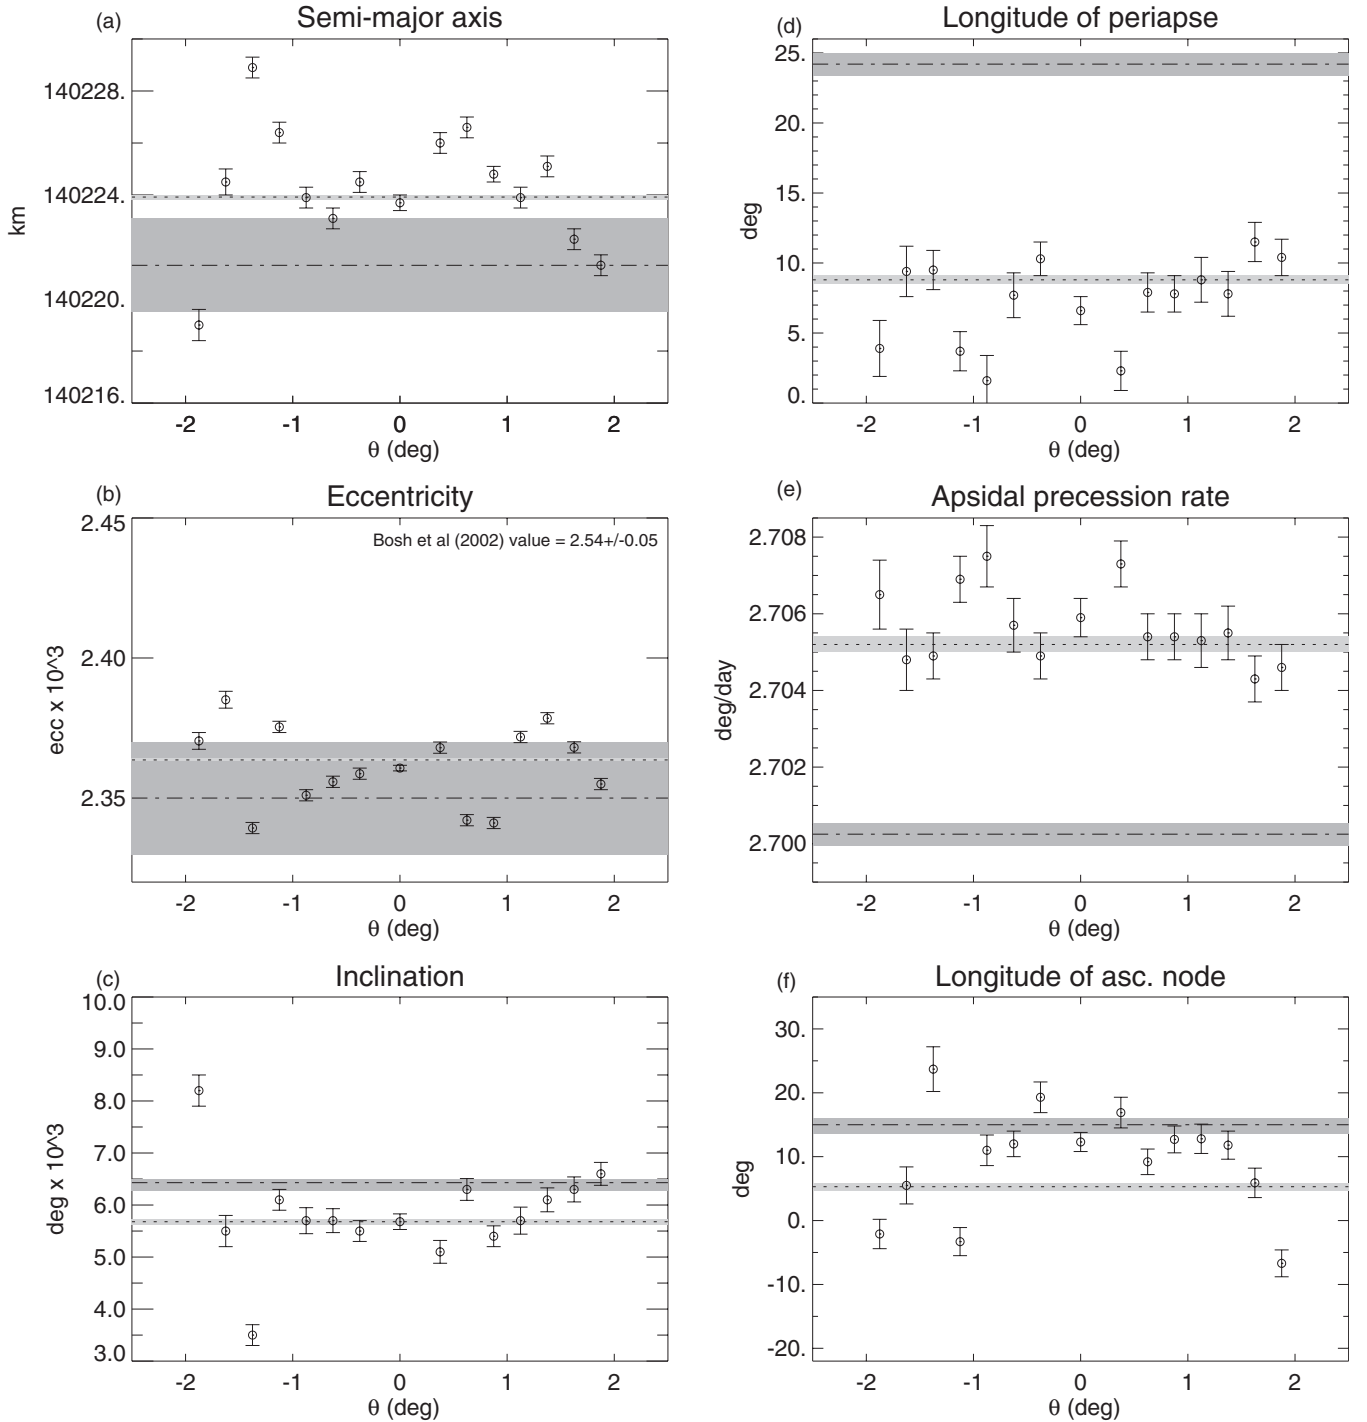 (a) Semi-major axis
140228.
140224.
140220.
140216.
km
-2 -1 0 1 2
θ (deg)
(b) Eccentricity
Bosh et al (2002) value = 2.54+/-0.05
2.45
2.40
2.35
ecc x 10^3
-2 -1 0 1 2
θ (deg)
(c) Inclination
10.0
9.0
8.0
7.0
6.0
5.0
4.0
3.0
deg x 10^3
-2 -1 0 1 2
θ (deg)
(d) Longitude of periapse
25.
20.
15.
10.
5.
0.
deg
-2 -1 0 1 2
θ (deg)
(e) Apsidal precession rate
2.708
2.706
2.704
2.702
2.700
deg/day
-2 -1 0 1 2
θ (deg)
(f) Longitude of asc. node
30.
20.
10.
0.
-10.
-20.
deg
-2 -1 0 1 2
θ (deg)